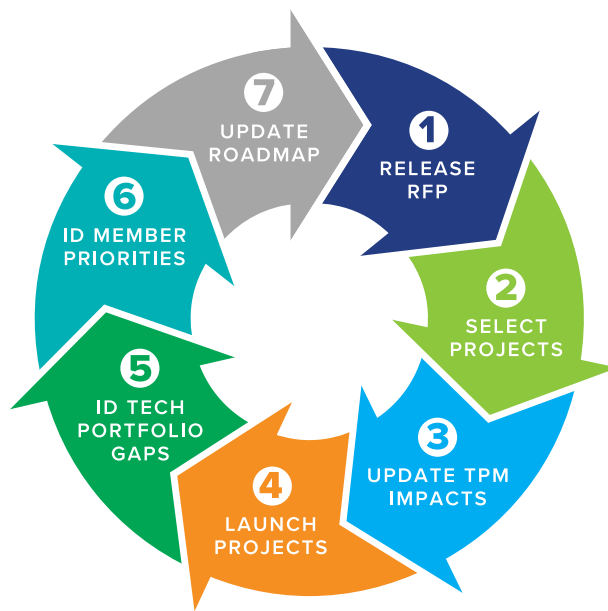 1
RELEASE
RFP
2
SELECT
PROJECTS
3
UPDATE TPM
IMPACTS
4
LAUNCH
PROJECTS
5
ID TECH
PORTFOLIO
GAPS
6
ID MEMBER
PRIORITIES
7
UPDATE
ROADMAP